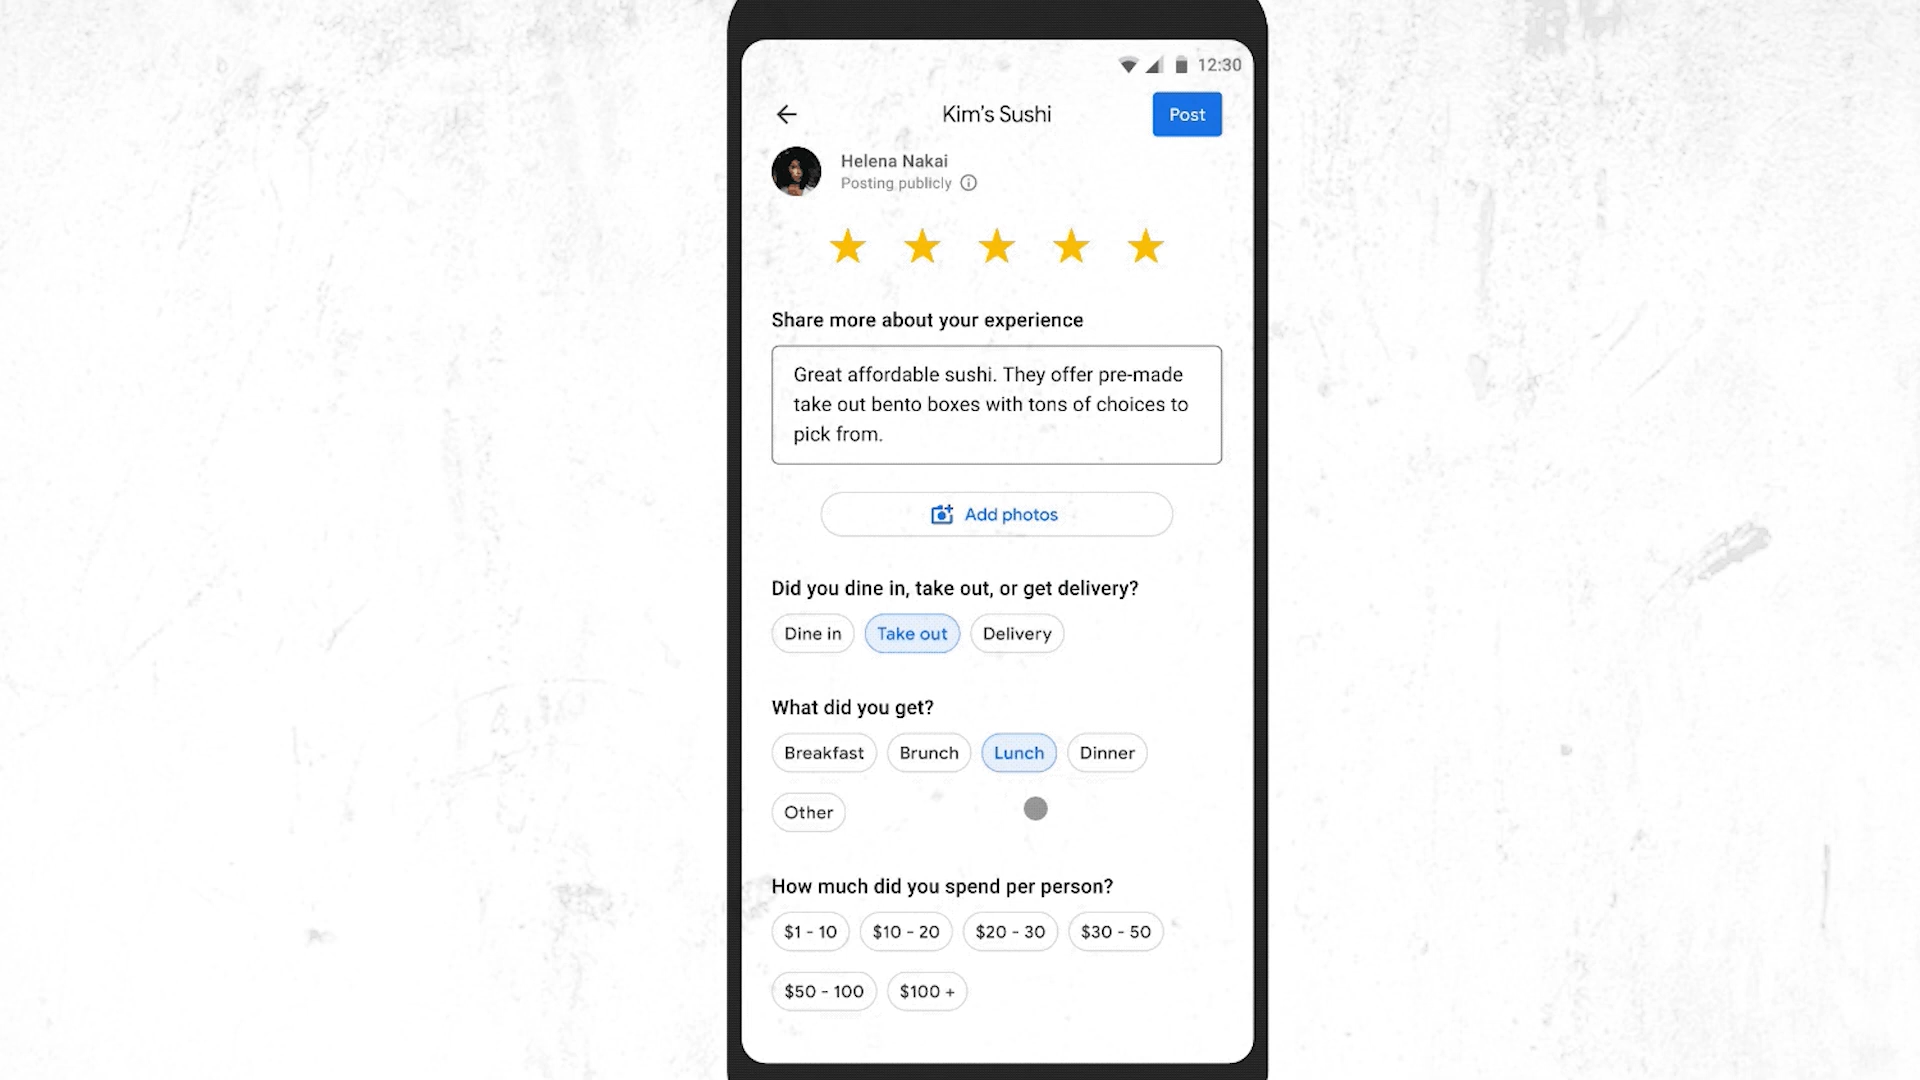 12:30
Kim's Sushi
Post
Helena Nakai
Posting publicly
Share more about your experience
Great affordable sushi. They offer pre-made
take out bento boxes with tons of choices to
pick from.
Add photos
Did you dine in, take out, or get delivery?
Dine in
Take out
Delivery
What did you get?
Breakfast
Brunch
Lunch
Dinner
Other
How much did you spend per person?
$1 - 10
$10 - 20
$20 - 30
$30 - 50
$50 - 100
$100 +